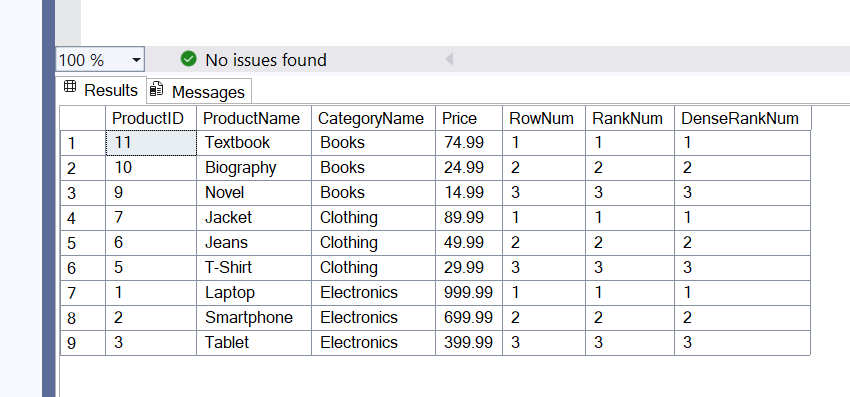 100 % No issues found
Results Messages
ProductID ProductName CategoryName Price RowNum RankNum DenseRankNum
1 11 Textbook Books 74.99 1 1 1
2 10 Biography Books 24.99 2 2 2
3 9 Novel Books 14.99 3 3 3
4 7 Jacket Clothing 89.99 1 1 1
5 6 Jeans Clothing 49.99 2 2 2
6 5 T-Shirt Clothing 29.99 3 3 3
7 1 Laptop Electronics 999.99 1 1 1
8 2 Smartphone Electronics 699.99 2 2 2
9 3 Tablet Electronics 399.99 3 3 3